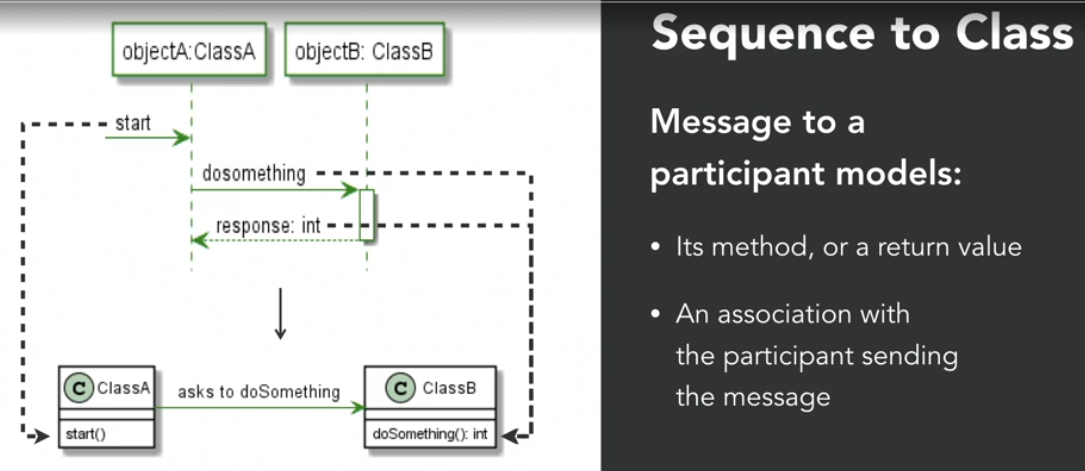 objectA:ClassA
objectB: ClassB
start
dosomething
response: int
C ClassA
asks to doSomething
C ClassB
start()
doSomething(): int
Sequence to Class
Message to a
participant models:
• Its method, or a return value
• An association with
the participant sending
the message